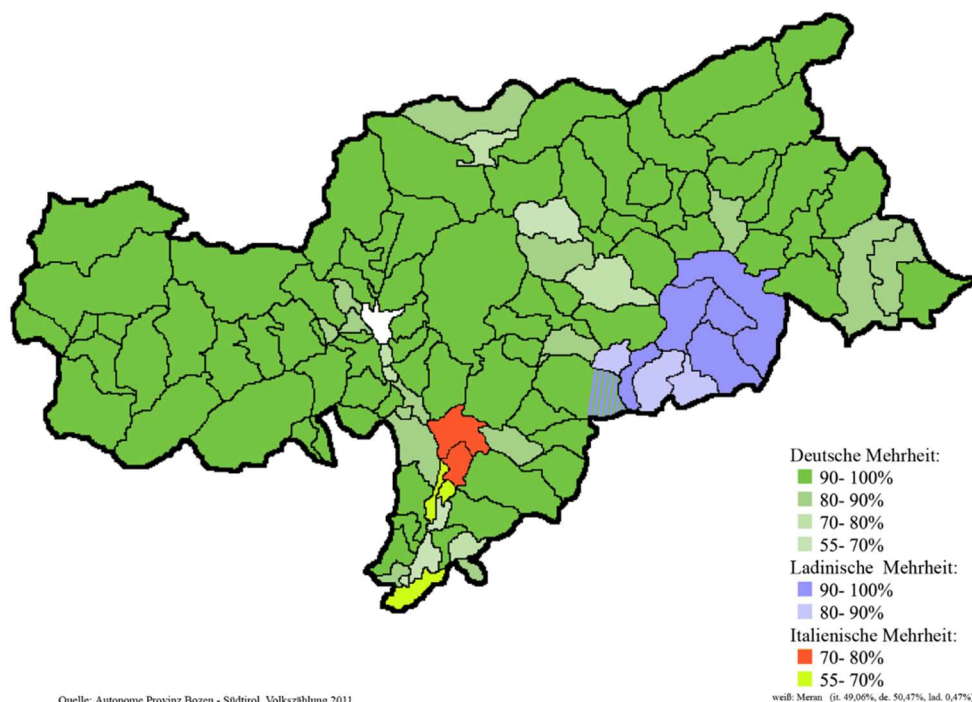 Deutsche Mehrheit:
90- 100%
80- 90%
70- 80%
55- 70%
Ladinische Mehrheit:
90- 100%
80- 90%
Italienische Mehrheit:
70- 80%
55- 70%
Quelle: Autonome Provinz Bozen - Südtirol, Volkszählung 2011
weiß: Meran (it. 49,06%, de. 50,47%, lad. 0,47%)